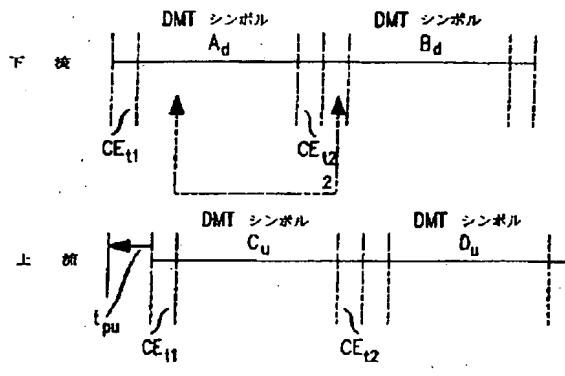 DMT シンボル DMT シンボル
A_d B_d
下 流
CE_t1 CE_t2
2
DMT シンボル DMT シンボル
C_u D_u
上 流
t_pu
CE_t1 CE_t2